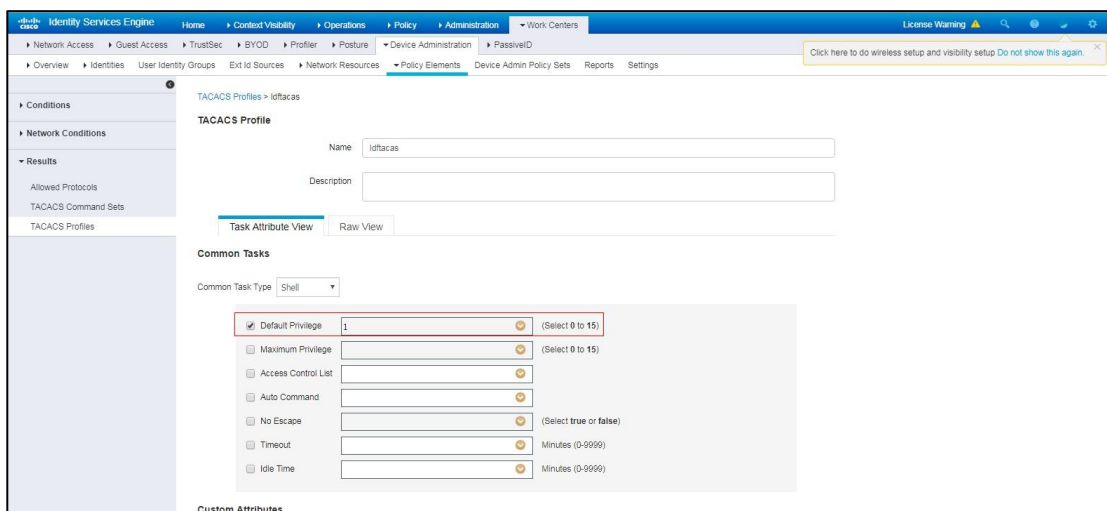 cisco Identity Services Engine Home Context Visibility Operations Policy Administration Work Centers License Warning
Network Access Guest Access TrustSec BYOD Profiler Posture Device Administration PassiveID
Click here to do wireless setup and visibility setup Do not show this again.
Overview Identities User Identity Groups Ext Id Sources Network Resources Policy Elements Device Admin Policy Sets Reports Settings
Conditions
Network Conditions
Results
Allowed Protocols
TACACS Command Sets
TACACS Profiles
TACACS Profiles > ldftacas
TACACS Profile
Name ldftacas
Description
Task Attribute View Raw View
Common Tasks
Common Task Type Shell
Default Privilege 1 (Select 0 to 15)
Maximum Privilege (Select 0 to 15)
Access Control List
Auto Command
No Escape (Select true or false)
Timeout Minutes (0-9999)
Idle Time Minutes (0-9999)
Custom Attributes